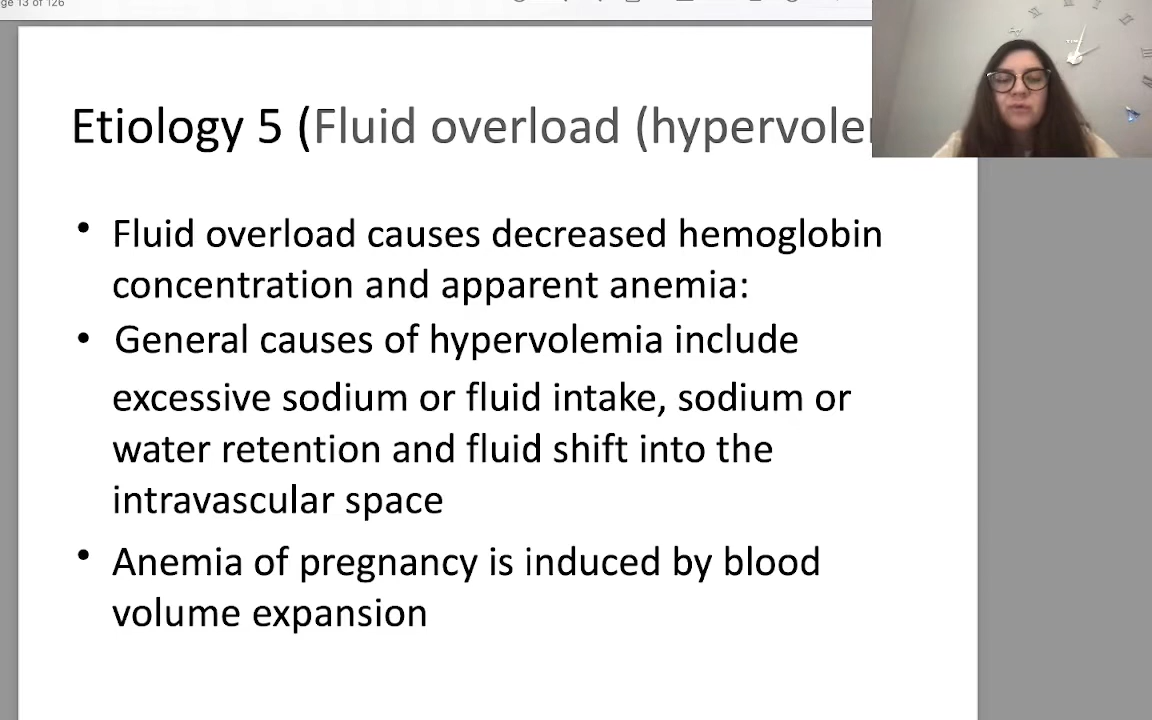 ge 13 of 126
Etiology 5 (Fluid overload (hypervole
• Fluid overload causes decreased hemoglobin
concentration and apparent anemia:
• General causes of hypervolemia include
excessive sodium or fluid intake, sodium or
water retention and fluid shift into the
intravascular space
• Anemia of pregnancy is induced by blood
volume expansion